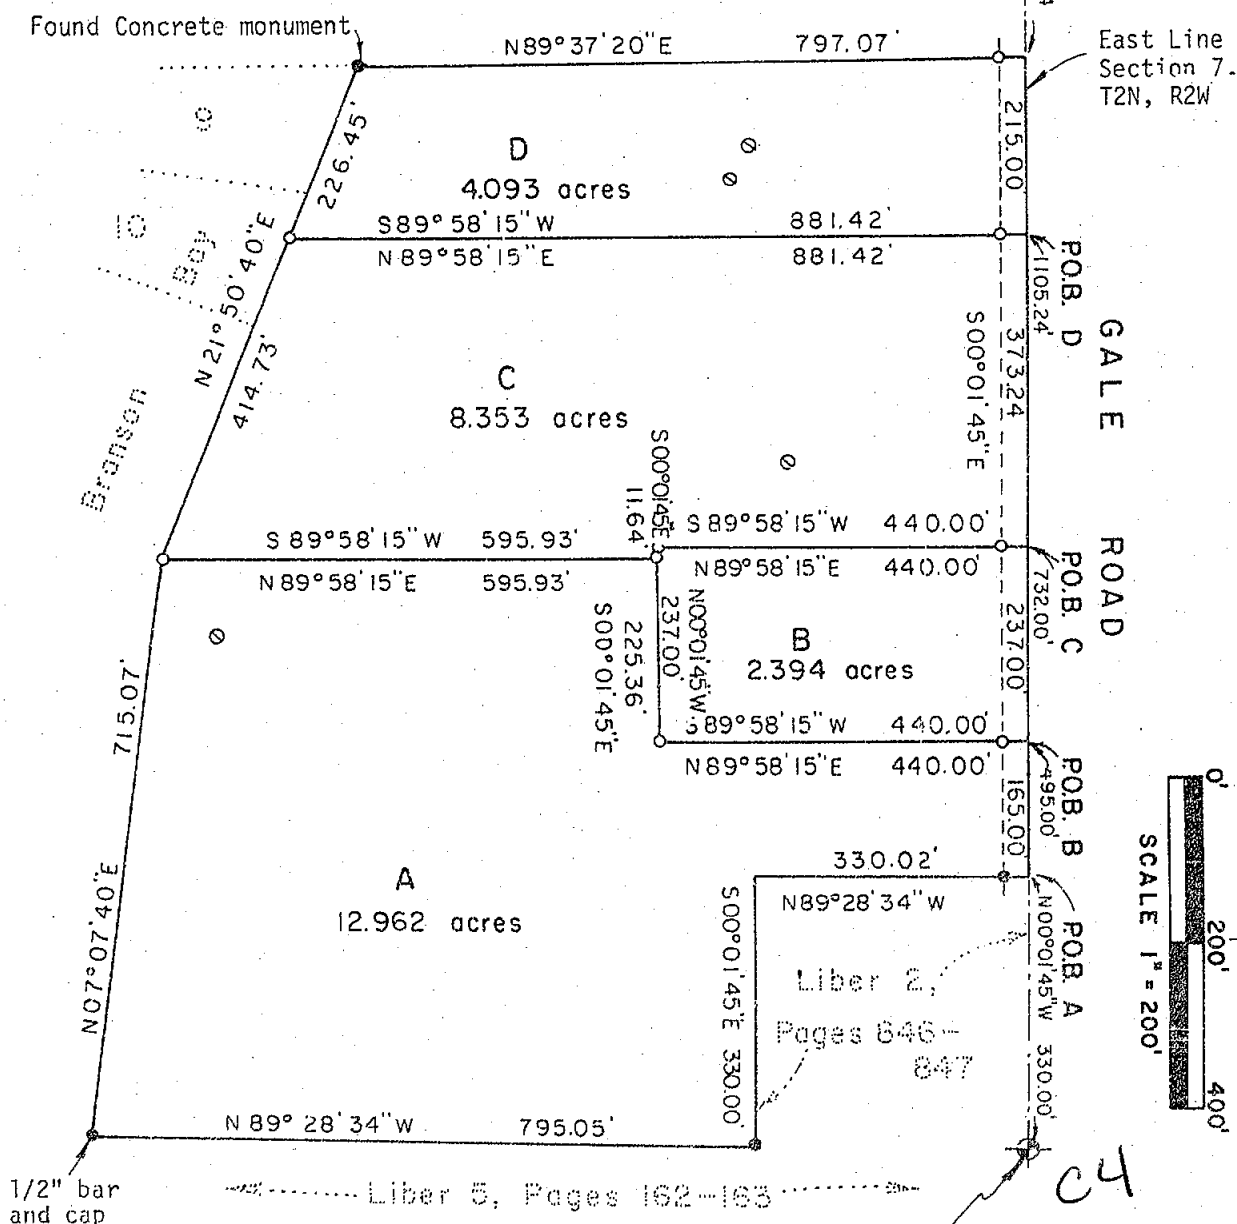 Found Concrete monument
N89°37'20"E 797.07'
East Line
Section 7.
T2N, R2W
215.00
9
226.45'
D
4.093 acres
S89°58'15"W 881.42'
N89°58'15"E 881.42'
10
Bay
N21°50'40"E
414.73'
Branson
P.O.B. D
1105.24'
GALE ROAD
373.24
S00°01'45"E
C
8.353 acres
S00°01'45"E
11.64
S89°58'15"W 440.00'
N89°58'15"E 440.00'
S89°58'15"W 595.93'
N89°58'15"E 595.93'
P.O.B. C
732.00'
237.00'
B
2.394 acres
N00°01'45"W
237.00'
225.36'
S00°01'45"E
S89°58'15"W 440.00'
N89°58'15"E 440.00'
P.O.B. B
495.00'
165.00
715.07'
N07°07'40"E
A
12.962 acres
330.02'
N89°28'34"W
S00°01'45"E 330.00'
P.O.B. A
N00°01'45"W 330.00'
Liber 2,
Pages 646-
847
SCALE 1" = 200'
0'
200'
400'
N89°28'34"W 795.05'
1/2" bar
and cap
Liber 5, Pages 162-163
C4